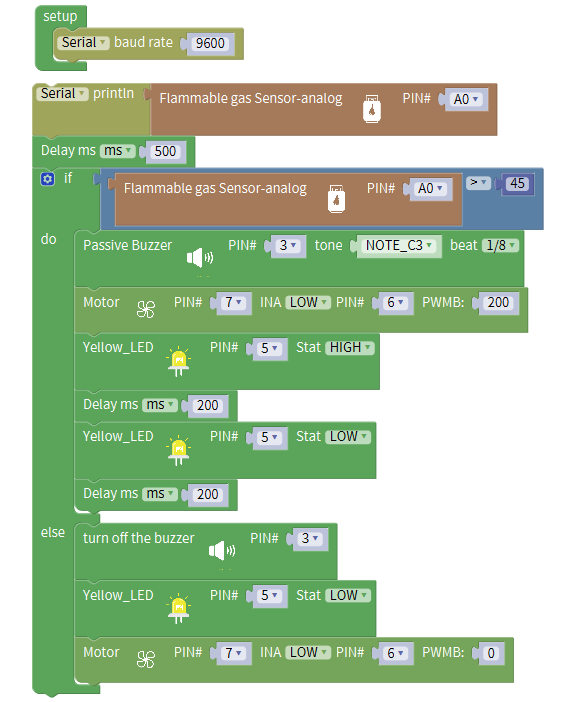 setup
Serial baud rate 9600
Serial println Flammable gas Sensor-analog PIN# A0
Delay ms ms 500
if Flammable gas Sensor-analog PIN# A0 > 45
do Passive Buzzer PIN# 3 tone NOTE_C3 beat 1/8
Motor PIN# 7 INA LOW PIN# 6 PWMB: 200
Yellow_LED PIN# 5 Stat HIGH
Delay ms ms 200
Yellow_LED PIN# 5 Stat LOW
Delay ms ms 200
else turn off the buzzer PIN# 3
Yellow_LED PIN# 5 Stat LOW
Motor PIN# 7 INA LOW PIN# 6 PWMB: 0